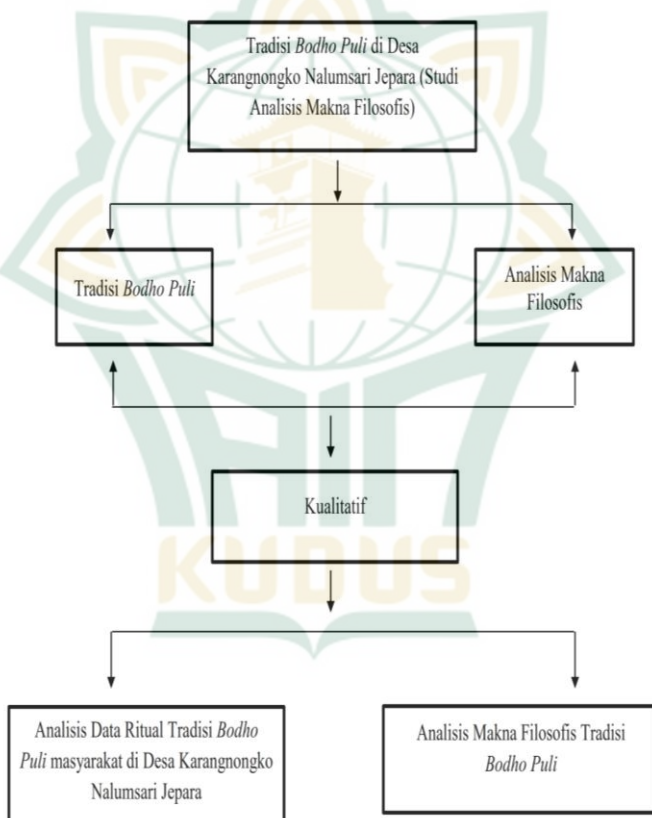 Tradisi Bodho Puli di Desa
Karangnongko Nalumsari Jepara (Studi
Analisis Makna Filosofis)
Tradisi Bodho Puli
Analisis Makna
Filosofis
Kualitatif
IAIN
KUDUS
Analisis Data Ritual Tradisi Bodho
Puli masyarakat di Desa Karangnongko
Nalumsari Jepara
Analisis Makna Filosofis Tradisi
Bodho Puli